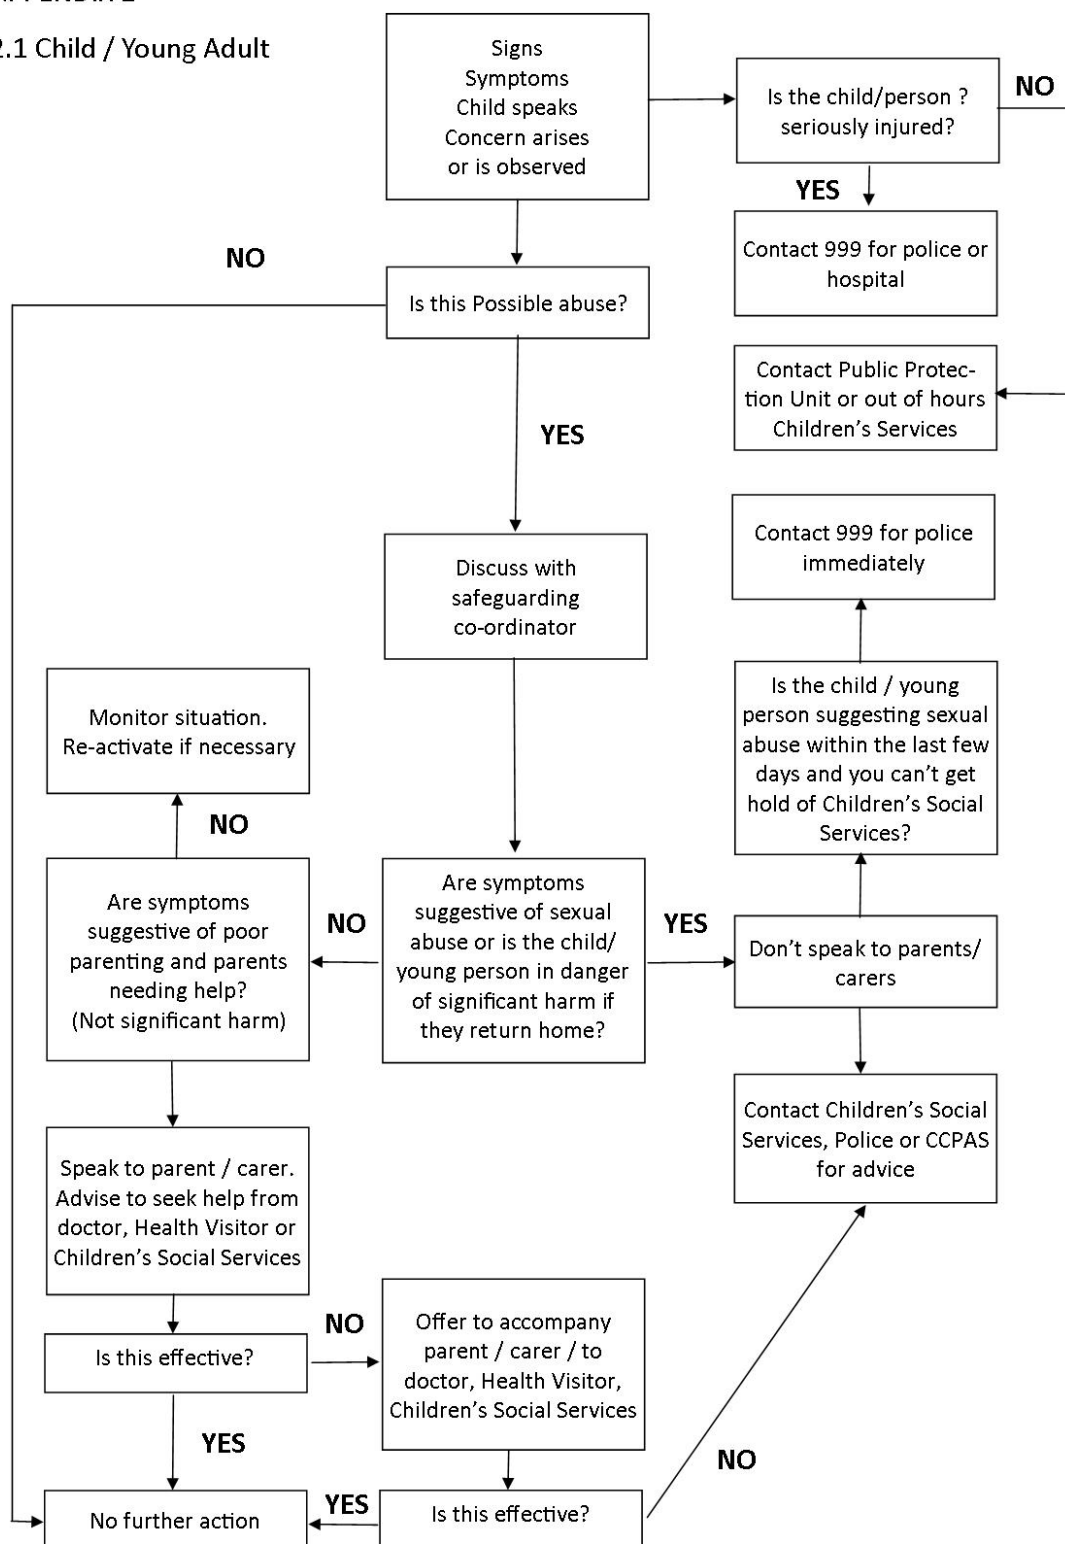 2.1 Child / Young Adult
Signs
Symptoms
Child speaks
Concern arises
or is observed
Is the child/person ?
seriously injured?
NO
YES
Contact 999 for police or
hospital
NO
Is this Possible abuse?
Contact Public Protec-
tion Unit or out of hours
Children's Services
YES
Contact 999 for police
immediately
Discuss with
safeguarding
co-ordinator
Is the child / young
person suggesting sexual
abuse within the last few
days and you can't get
hold of Children's Social
Services?
Monitor situation.
Re-activate if necessary
NO
Are symptoms
suggestive of poor
parenting and parents
needing help?
(Not significant harm)
NO
Are symptoms
suggestive of sexual
abuse or is the child/
young person in danger
of significant harm if
they return home?
YES
Don't speak to parents/
carers
Contact Children's Social
Services, Police or CCPAS
for advice
Speak to parent / carer.
Advise to seek help from
doctor, Health Visitor or
Children's Social Services
Is this effective?
NO
Offer to accompany
parent / carer / to
doctor, Health Visitor,
Children's Social Services
YES
NO
No further action
YES
Is this effective?